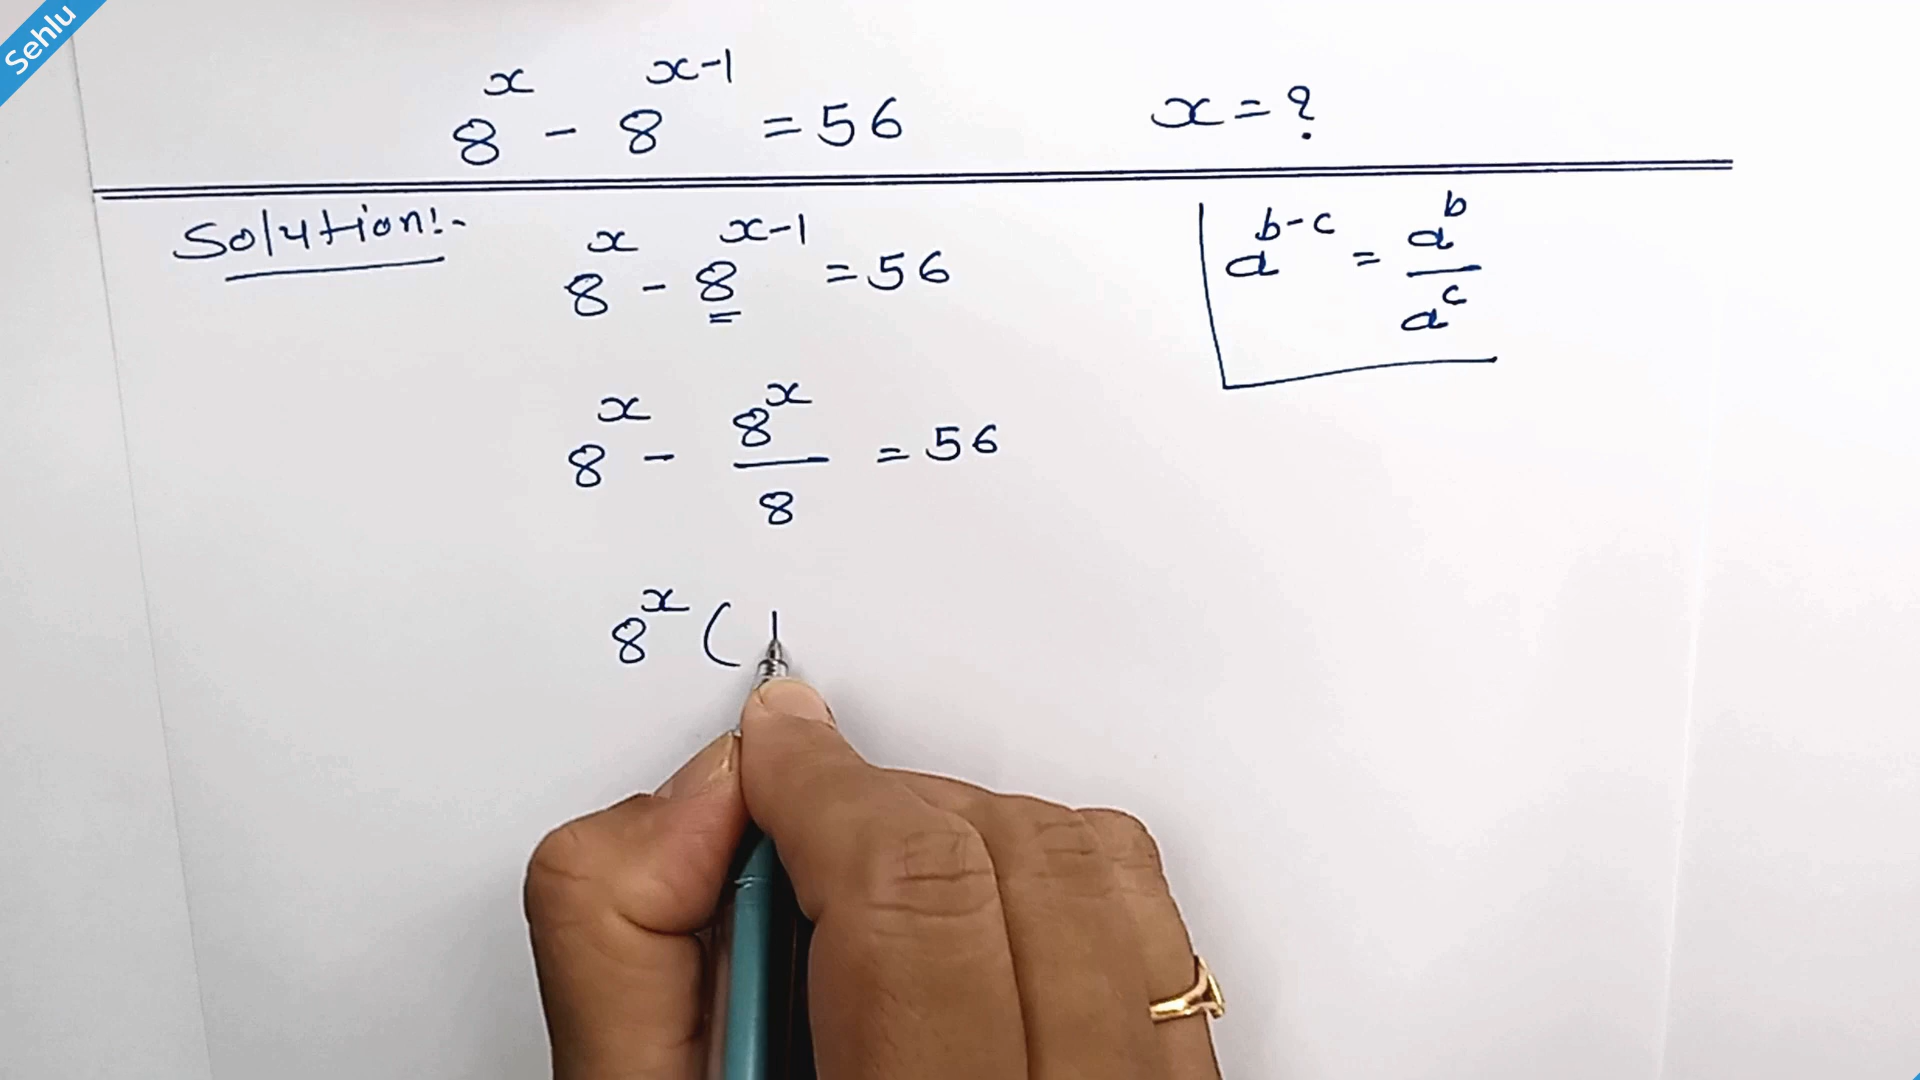 Sehlu
8^x - 8^(x-1) = 56    x = ?
Solution:-    8^x - 8^(x-1) = 56    a^(b-c) = a^b/a^c
8^x - 8^x/8 = 56
8^x ( 1